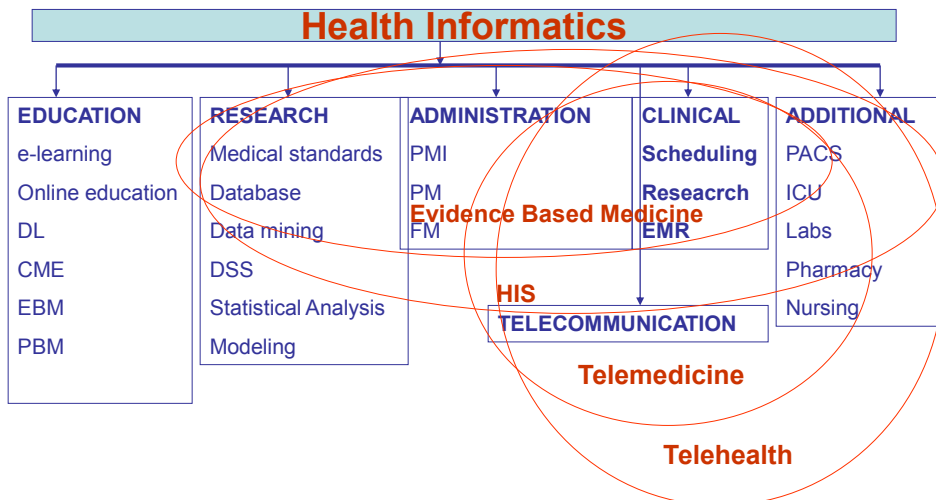 Health Informatics
EDUCATION
e-learning
Online education
DL
CME
EBM
PBM
RESEARCH
Medical standards
Database
Data mining
DSS
Statistical Analysis
Modeling
ADMINISTRATION
PMI
PM
FM
CLINICAL
Scheduling
Reseacrch
EMR
ADDITIONAL
PACS
ICU
Labs
Pharmacy
Nursing
Evidence Based Medicine
HIS
TELECOMMUNICATION
Telemedicine
Telehealth